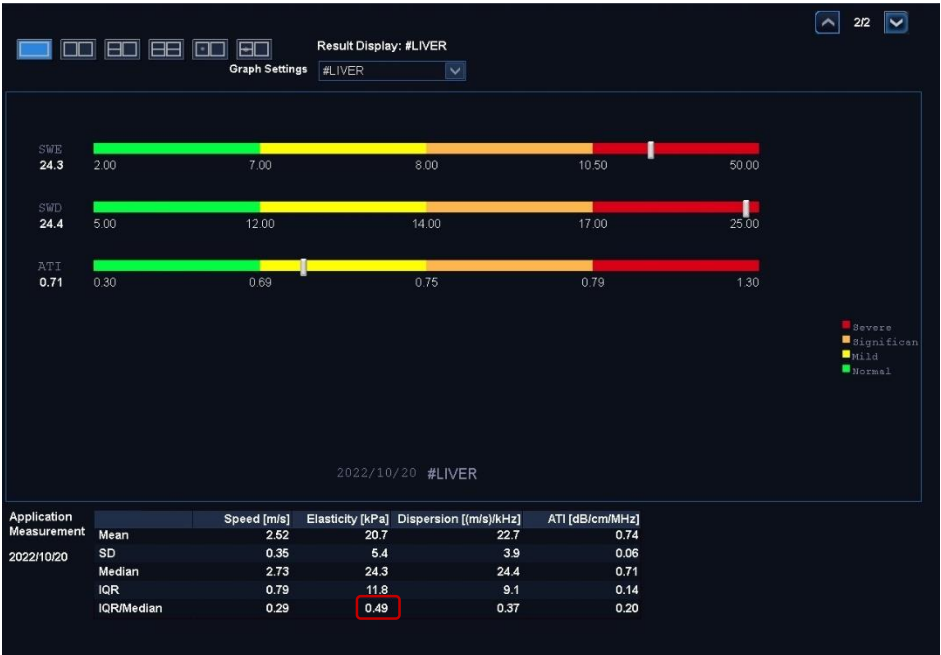 2/2
Result Display: #LIVER
Graph Settings #LIVER
SWE
24.3 2.00 7.00 8.00 10.50 50.00
SWD
24.4 5.00 12.00 14.00 17.00 25.00
ATI
0.71 0.30 0.69 0.75 0.79 1.30
Severe
Significan
Mild
Normal
2022/10/20 #LIVER
Application
Measurement
2022/10/20
Speed [m/s] Elasticity [kPa] Dispersion [(m/s)/kHz] ATI [dB/cm/MHz]
Mean 2.52 20.7 22.7 0.74
SD 0.35 5.4 3.9 0.06
Median 2.73 24.3 24.4 0.71
IQR 0.79 11.8 9.1 0.14
IQR/Median 0.29 0.49 0.37 0.20